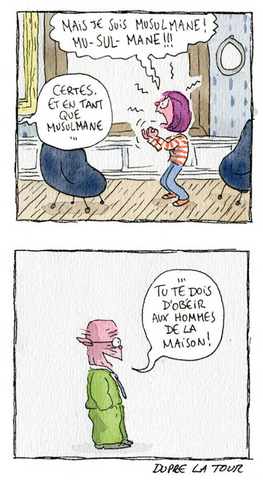 MAIS JE SUIS MUSULMANE!
MU-SUL-MANE!!!
CERTES.
ET EN TANT
QUE
MUSULMANE
...
...
TU TE DOIS
D'OBÉIR
AUX HOMMES
DE LA
MAISON!
DUPRÉ LA TOUR